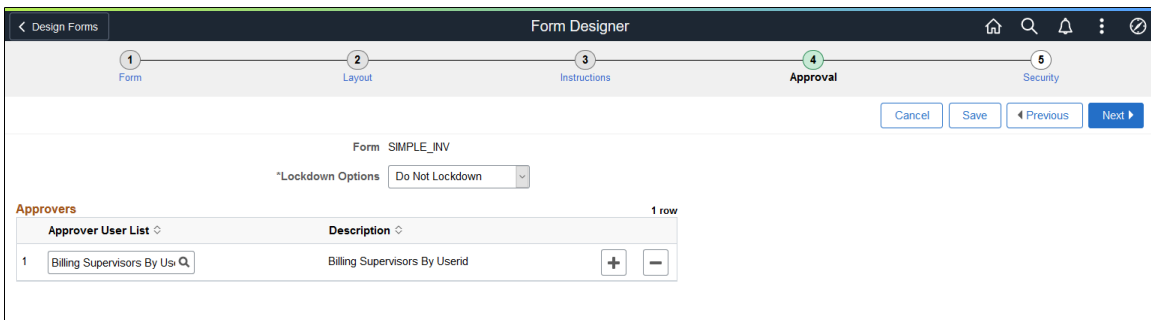 Design Forms
Form Designer
1 2 3 4 5
Form Layout Instructions Approval Security
Cancel Save Previous Next
Form SIMPLE_INV
*Lockdown Options Do Not Lockdown
Approvers 1 row
Approver User List Description
1 Billing Supervisors By Billing Supervisors By Userid